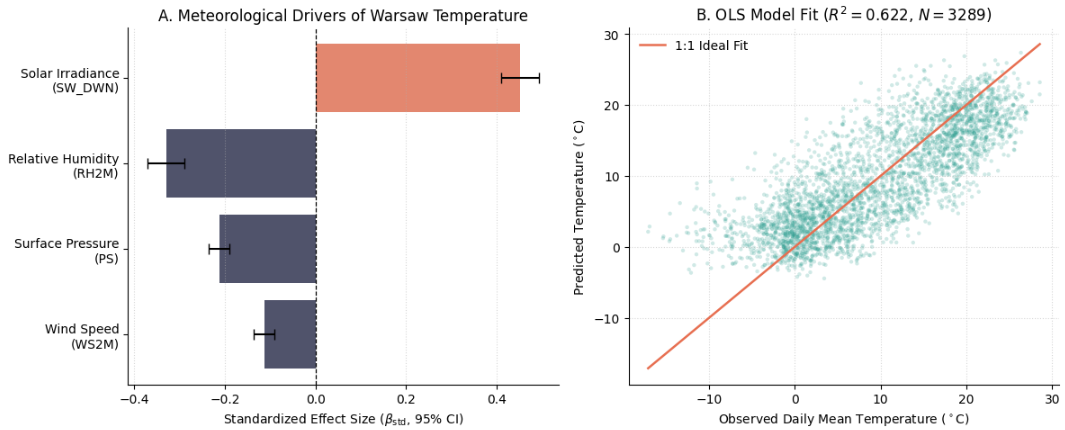 A. Meteorological Drivers of Warsaw Temperature
Solar Irradiance
(SW_DWN)
Relative Humidity
(RH2M)
Surface Pressure
(PS)
Wind Speed
(WS2M)
−0.4
−0.2
0.0
0.2
0.4
Standardized Effect Size (β_std, 95% CI)
B. OLS Model Fit (R² = 0.622, N = 3289)
1:1 Ideal Fit
30
20
10
0
−10
Predicted Temperature (°C)
−10
0
10
20
30
Observed Daily Mean Temperature (°C)